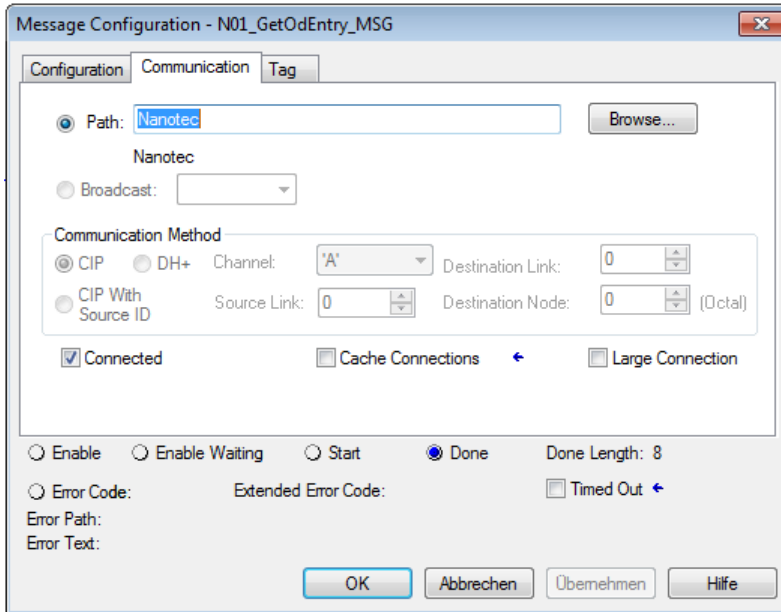 Message Configuration - N01_GetOdEntry_MSG
Configuration Communication Tag
Path: Nanotec Browse...
Nanotec
Broadcast:
Communication Method
CIP DH+ Channel: 'A' Destination Link: 0
CIP With Source ID Source Link: 0 Destination Node: 0 (Octal)
Connected Cache Connections Large Connection
Enable Enable Waiting Start Done Done Length: 8
Error Code: Extended Error Code: Timed Out
Error Path:
Error Text:
OK Abbrechen Übernehmen Hilfe